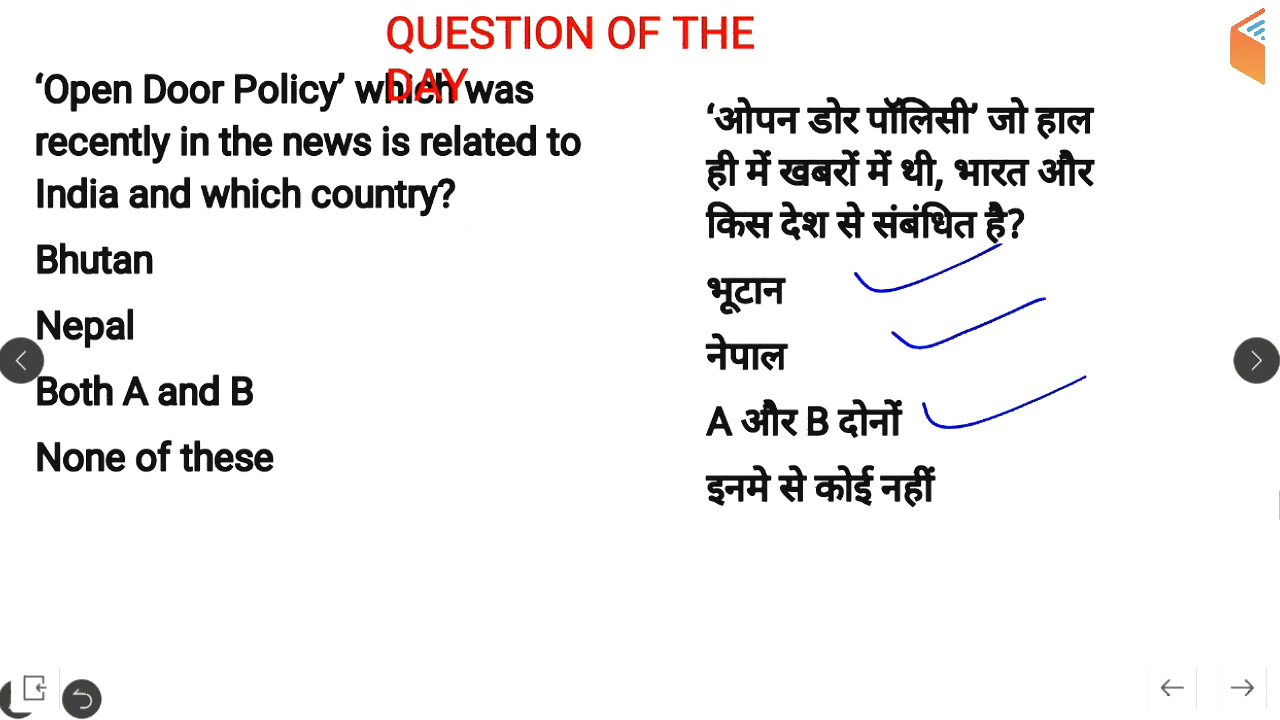 QUESTION OF THE
DAY
‘Open Door Policy’ which was
recently in the news is related to
India and which country?
Bhutan
Nepal
Both A and B
None of these
‘ओपन डोर पॉलिसी’ जो हाल
ही में खबरों में थी, भारत और
किस देश से संबंधित है?
भूटान
नेपाल
A और B दोनों
इनमे से कोई नहीं